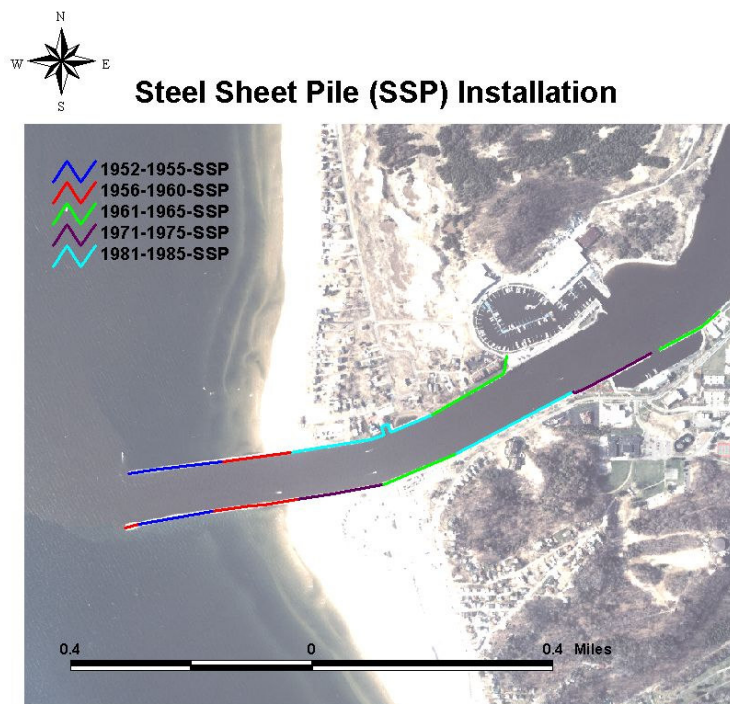 N
W E
S
Steel Sheet Pile (SSP) Installation
1952-1955-SSP
1956-1960-SSP
1961-1965-SSP
1971-1975-SSP
1981-1985-SSP
0.4 0 0.4 Miles